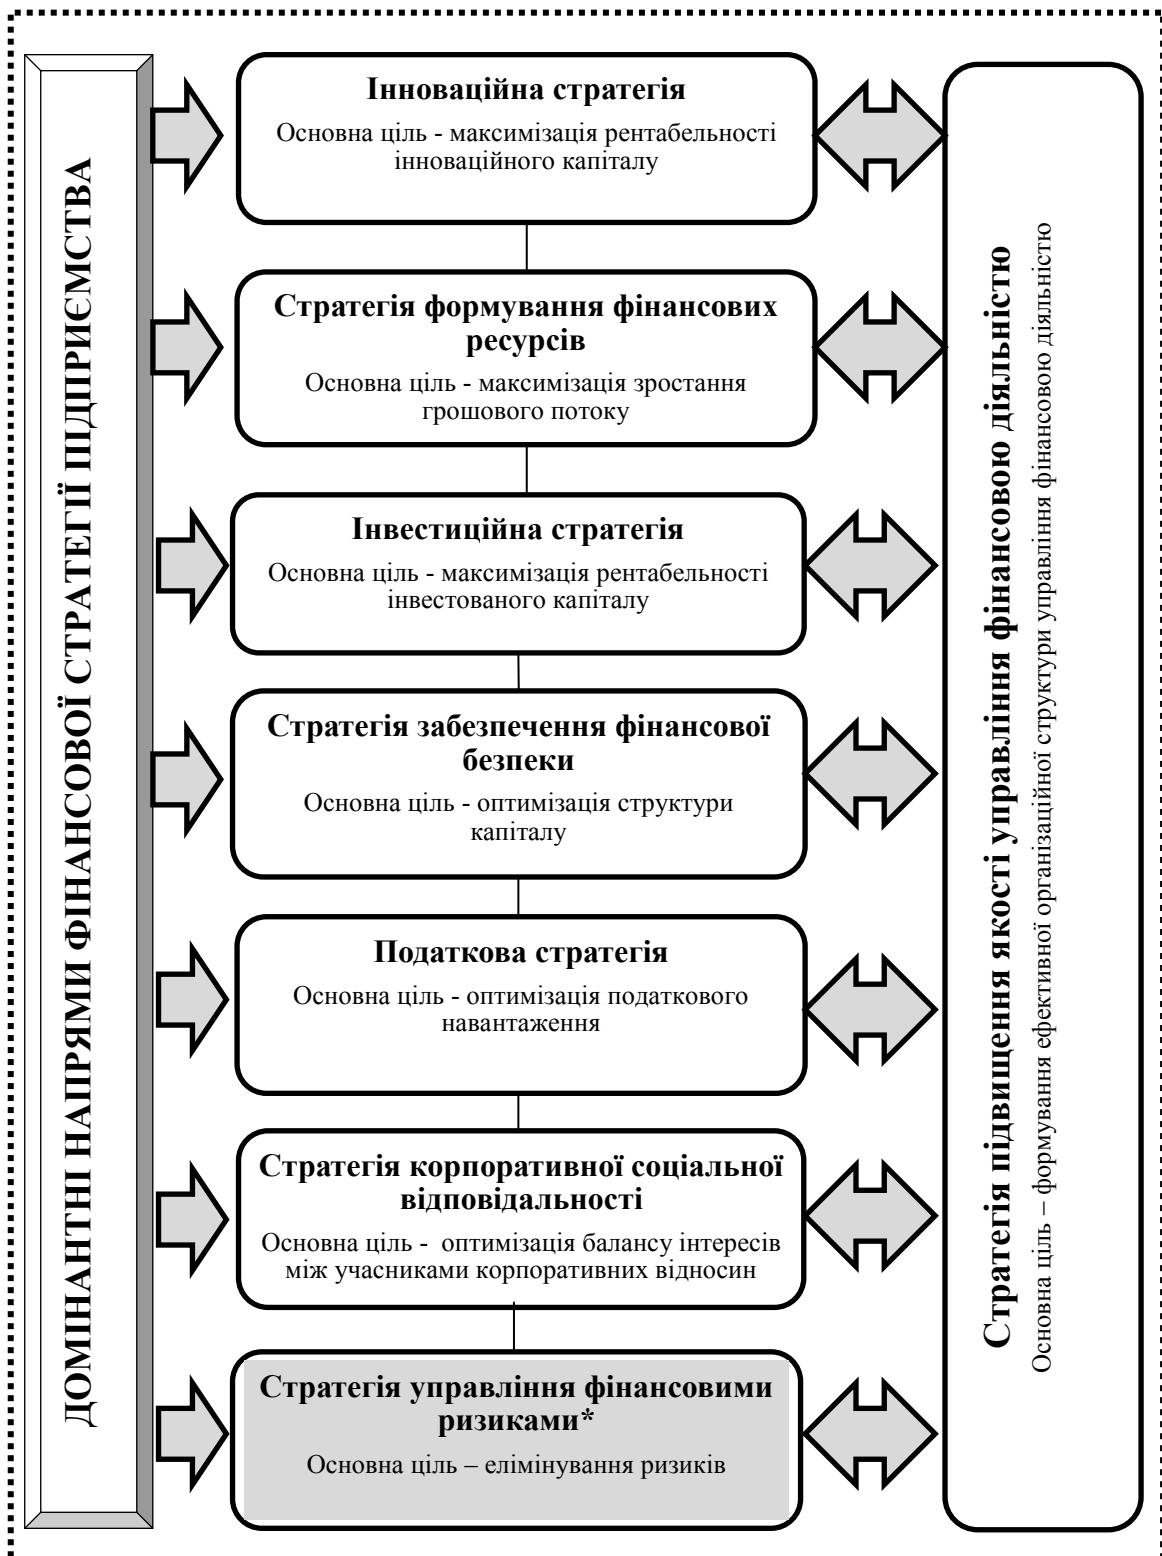 ДОМІНАНТНІ НАПРЯМИ ФІНАНСОВОЇ СТРАТЕГІЇ ПІДПРИЄМСТВА
Інноваційна стратегія
Основна ціль - максимізація рентабельності
інноваційного капіталу
Стратегія формування фінансових
ресурсів
Основна ціль - максимізація зростання
грошового потоку
Інвестиційна стратегія
Основна ціль - максимізація рентабельності
інвестованого капіталу
Стратегія забезпечення фінансової
безпеки
Основна ціль - оптимізація структури
капіталу
Податкова стратегія
Основна ціль - оптимізація податкового
навантаження
Стратегія корпоративної соціальної
відповідальності
Основна ціль - оптимізація балансу інтересів
між учасниками корпоративних відносин
Стратегія управління фінансовими
ризиками*
Основна ціль – елімінування ризиків
Стратегія підвищення якості управління фінансовою діяльністю
Основна ціль – формування ефективної організаційної структури управління фінансовою діяльністю